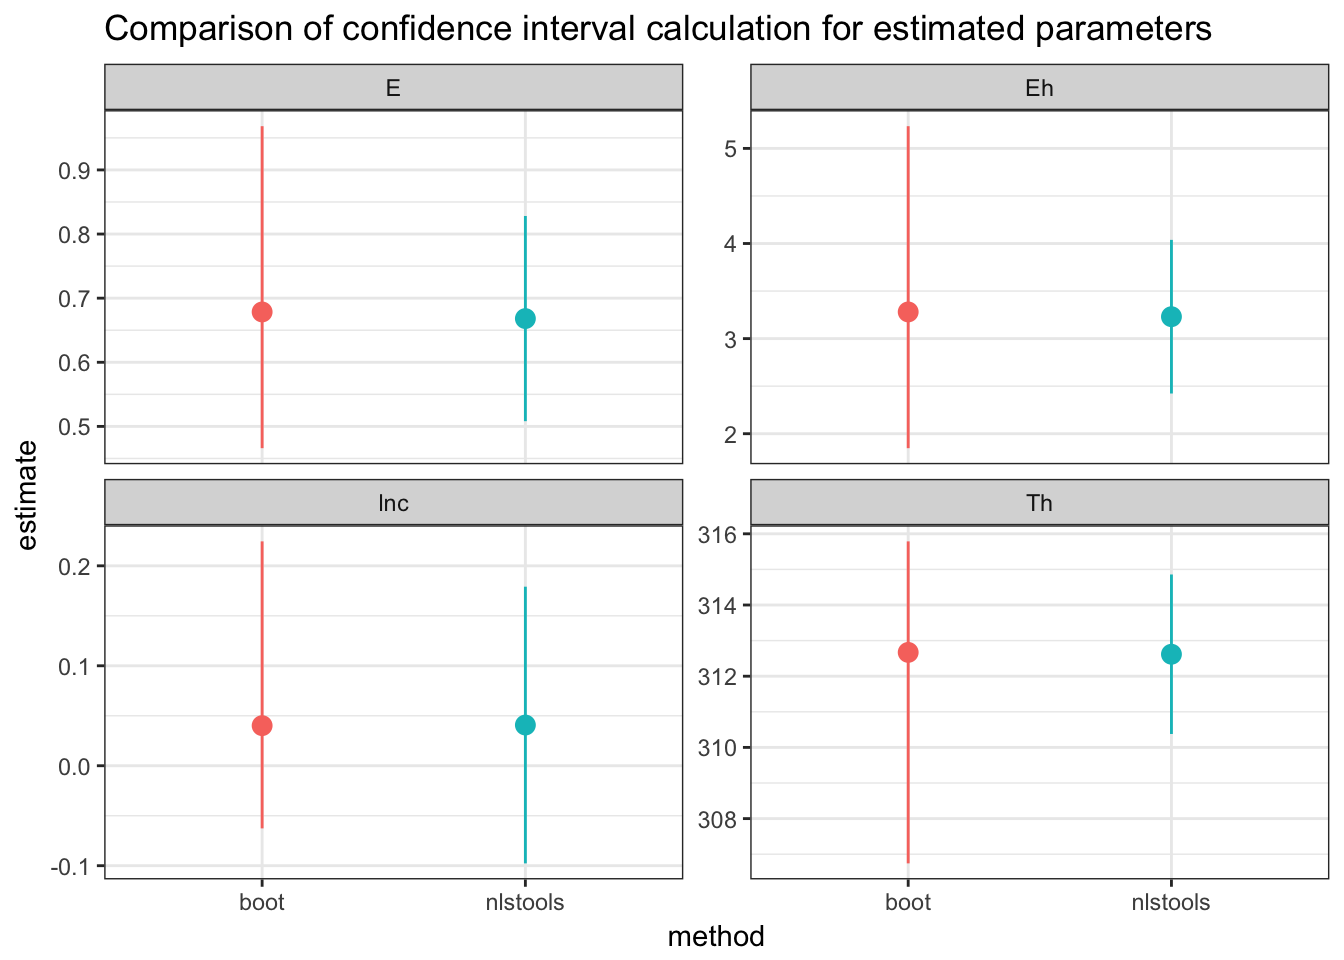 Comparison of confidence interval calculation for estimated parameters
E
Eh
0.9
0.8
0.7
0.6
0.5
5
4
3
2
estimate
lnc
Th
0.2
0.1
0.0
-0.1
316
314
312
310
308
boot
nlstools
boot
nlstools
method